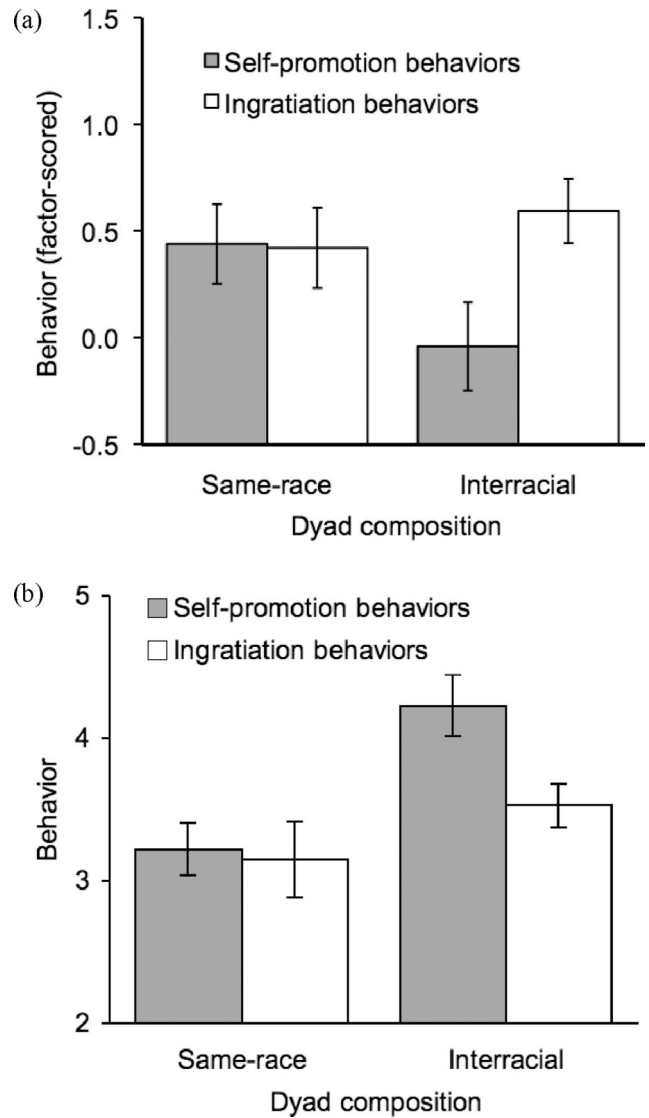 (a)
1.5
1.0
0.5
0.0
-0.5
Behavior (factor-scored)
Self-promotion behaviors
Ingratiation behaviors
Same-race Interracial
Dyad composition
(b)
5
4
3
2
Behavior
Self-promotion behaviors
Ingratiation behaviors
Same-race Interracial
Dyad composition